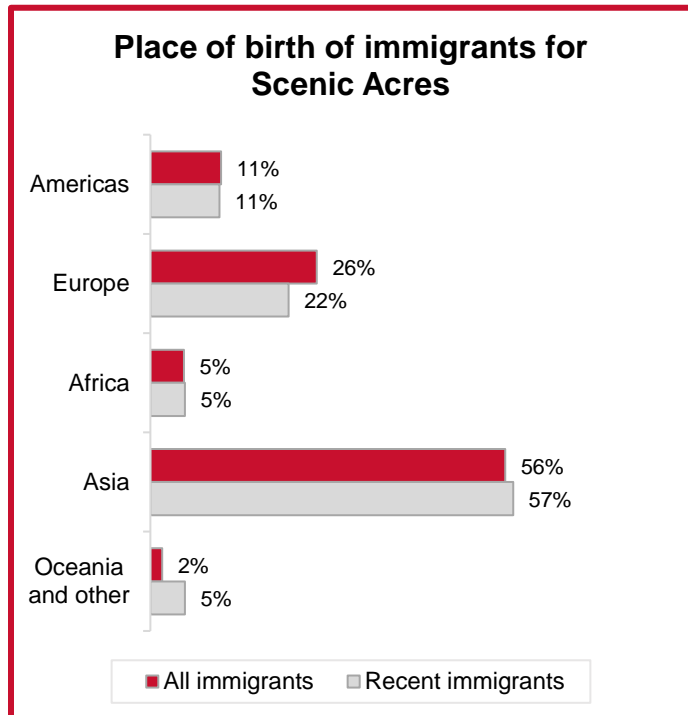 Place of birth of immigrants for
Scenic Acres
Americas
11%
11%
Europe
26%
22%
Africa
5%
5%
Asia
56%
57%
Oceania
and other
2%
5%
All immigrants
Recent immigrants